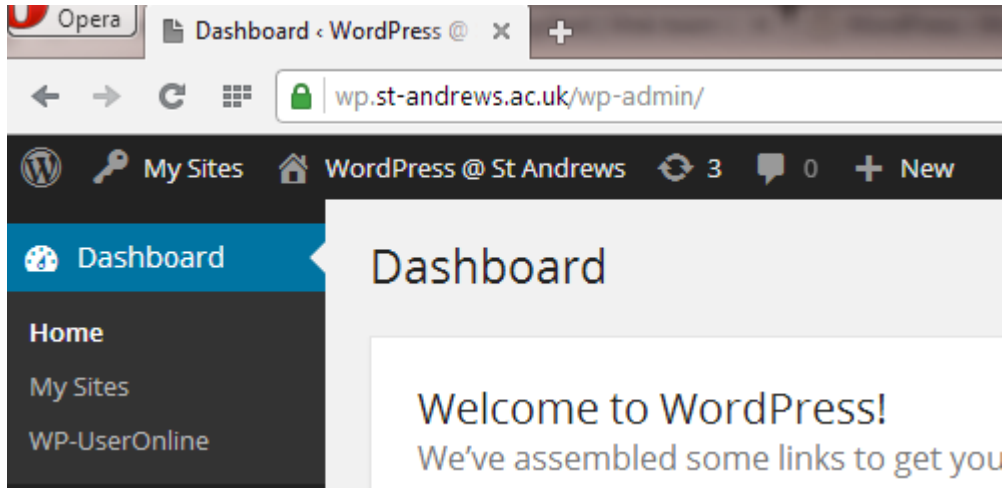 Opera
Dashboard ‹ WordPress @
wp.st-andrews.ac.uk/wp-admin/
My Sites WordPress @ St Andrews 3 0 New
Dashboard
Dashboard
Home
My Sites
WP-UserOnline
Welcome to WordPress!
We've assembled some links to get you